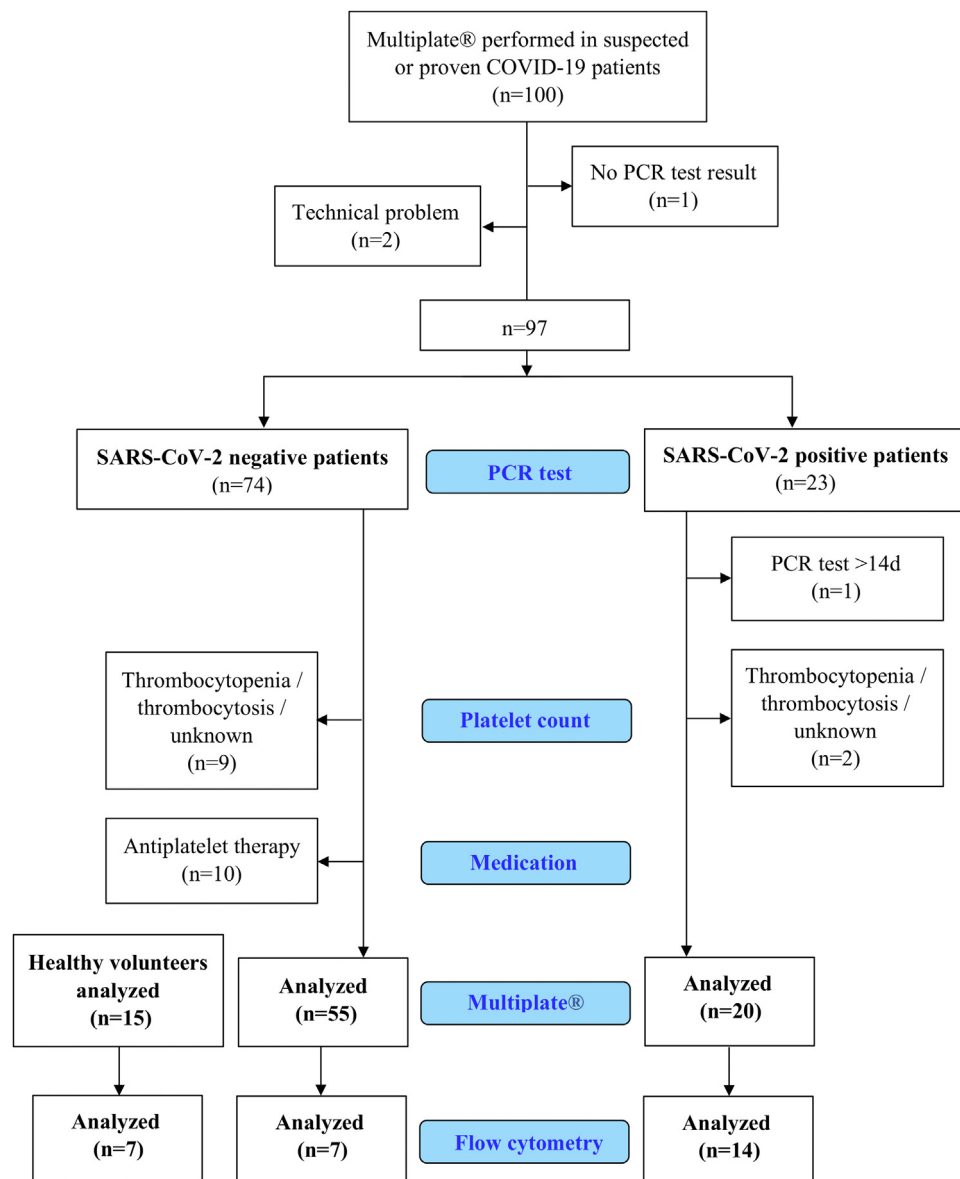 Multiplate® performed in suspected
or proven COVID-19 patients
(n=100)
No PCR test result
(n=1)
Technical problem
(n=2)
n=97
SARS-CoV-2 negative patients
(n=74)
PCR test
SARS-CoV-2 positive patients
(n=23)
PCR test >14d
(n=1)
Thrombocytopenia /
thrombocytosis /
unknown
(n=9)
Platelet count
Thrombocytopenia /
thrombocytosis /
unknown
(n=2)
Antiplatelet therapy
(n=10)
Medication
Healthy volunteers
analyzed
(n=15)
Analyzed
(n=55)
Multiplate®
Analyzed
(n=20)
Analyzed
(n=7)
Analyzed
(n=7)
Flow cytometry
Analyzed
(n=14)